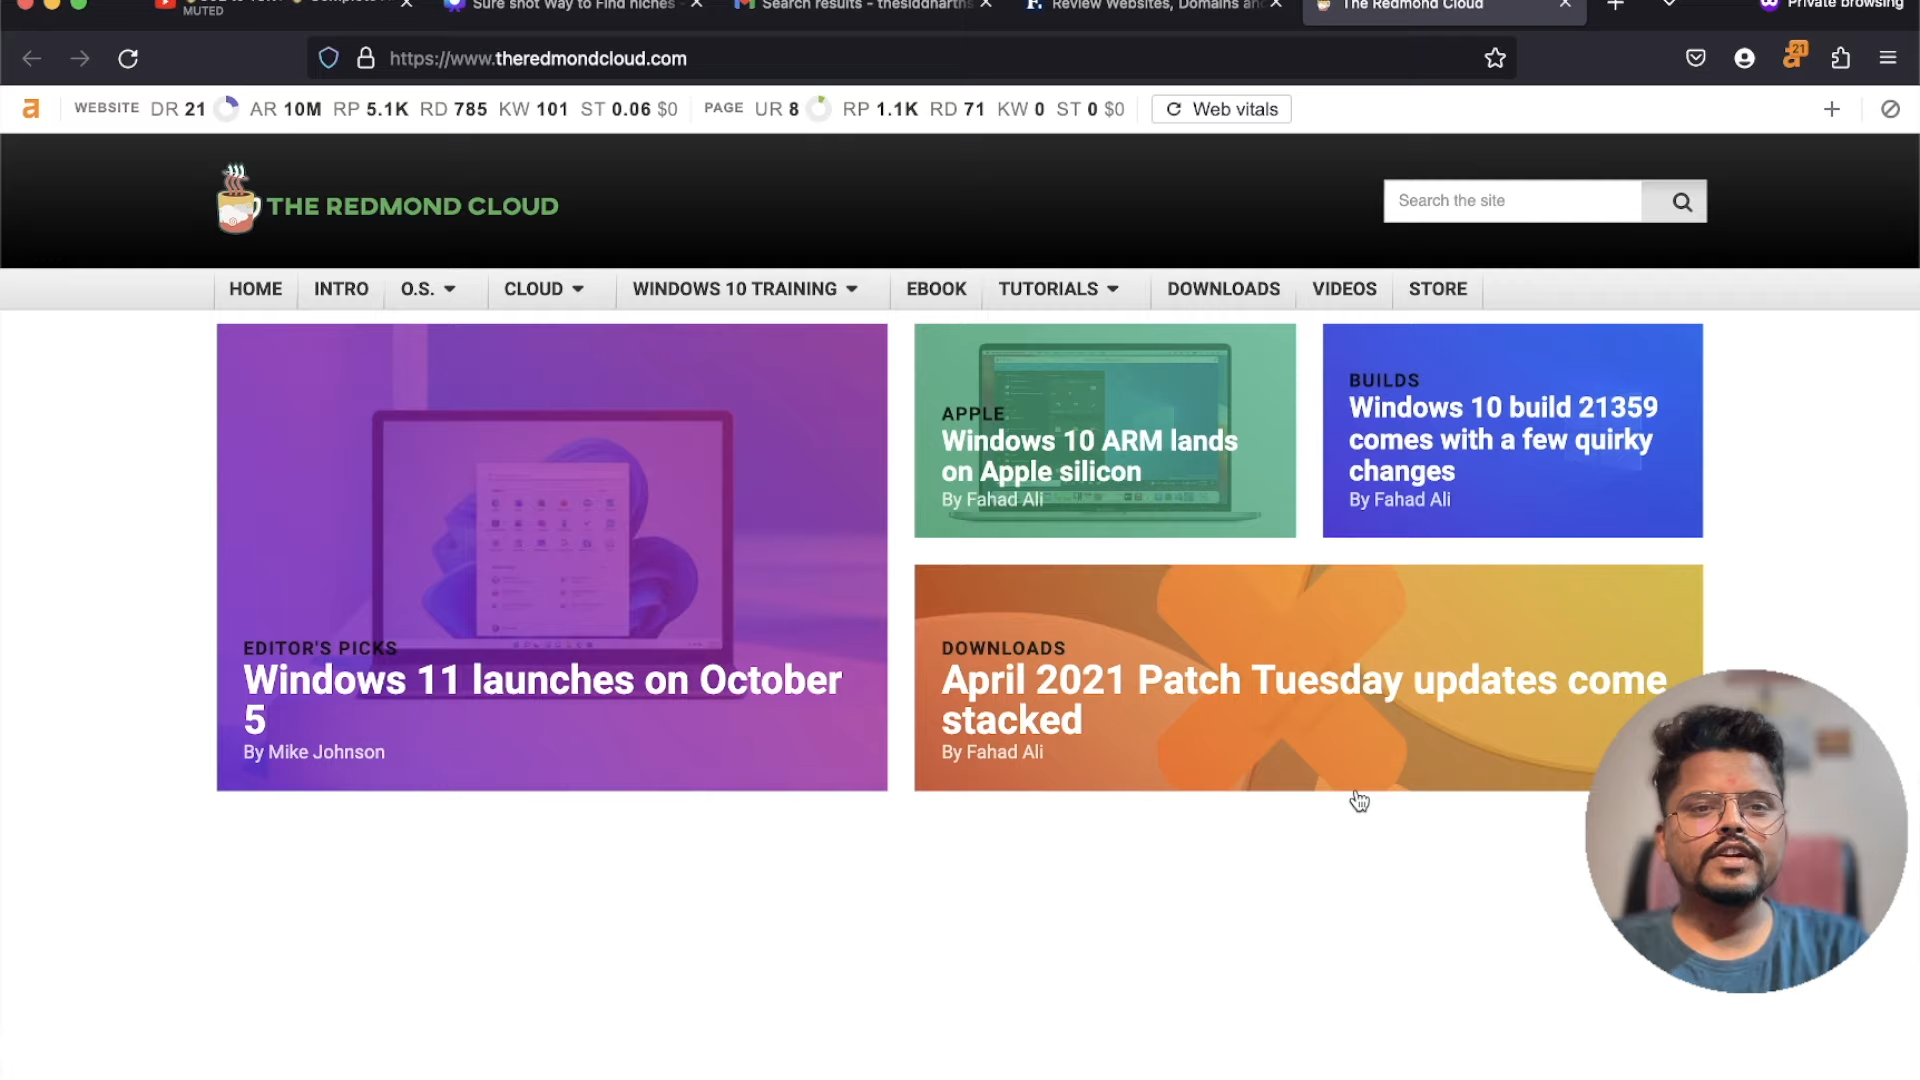 MUTED
Sure shot Way to Find niches
Search results - thesiddharths
Review Websites, Domains an
The Redmond Cloud
Private browsing
https://www.theredmondcloud.com
21
WEBSITE DR 21 AR 10M RP 5.1K RD 785 KW 101 ST 0.06 $0 PAGE UR 8 RP 1.1K RD 71 KW 0 ST 0 $0 Web vitals
THE REDMOND CLOUD
Search the site
HOME INTRO O.S. CLOUD WINDOWS 10 TRAINING EBOOK TUTORIALS DOWNLOADS VIDEOS STORE
EDITOR'S PICKS
Windows 11 launches on October
5
By Mike Johnson
APPLE
Windows 10 ARM lands
on Apple silicon
By Fahad Ali
BUILDS
Windows 10 build 21359
comes with a few quirky
changes
By Fahad Ali
DOWNLOADS
April 2021 Patch Tuesday updates come
stacked
By Fahad Ali